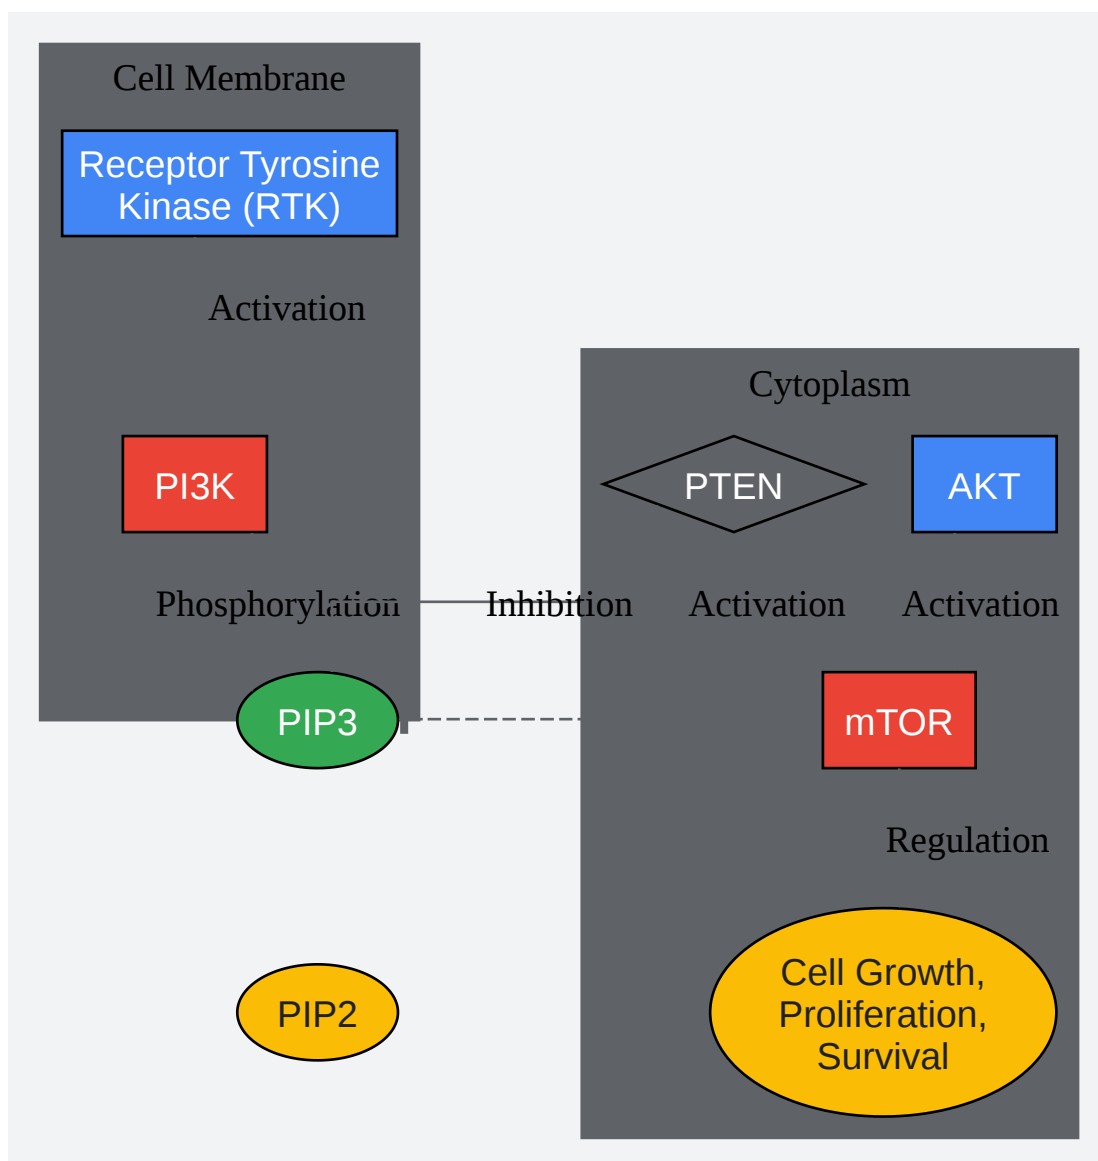 Cell Membrane
Receptor Tyrosine
Kinase (RTK)
Activation
Cytoplasm
PI3K
PTEN
AKT
Phosphorylation
Inhibition
Activation
Activation
PIP3
mTOR
Regulation
Cell Growth,
Proliferation,
Survival
PIP2